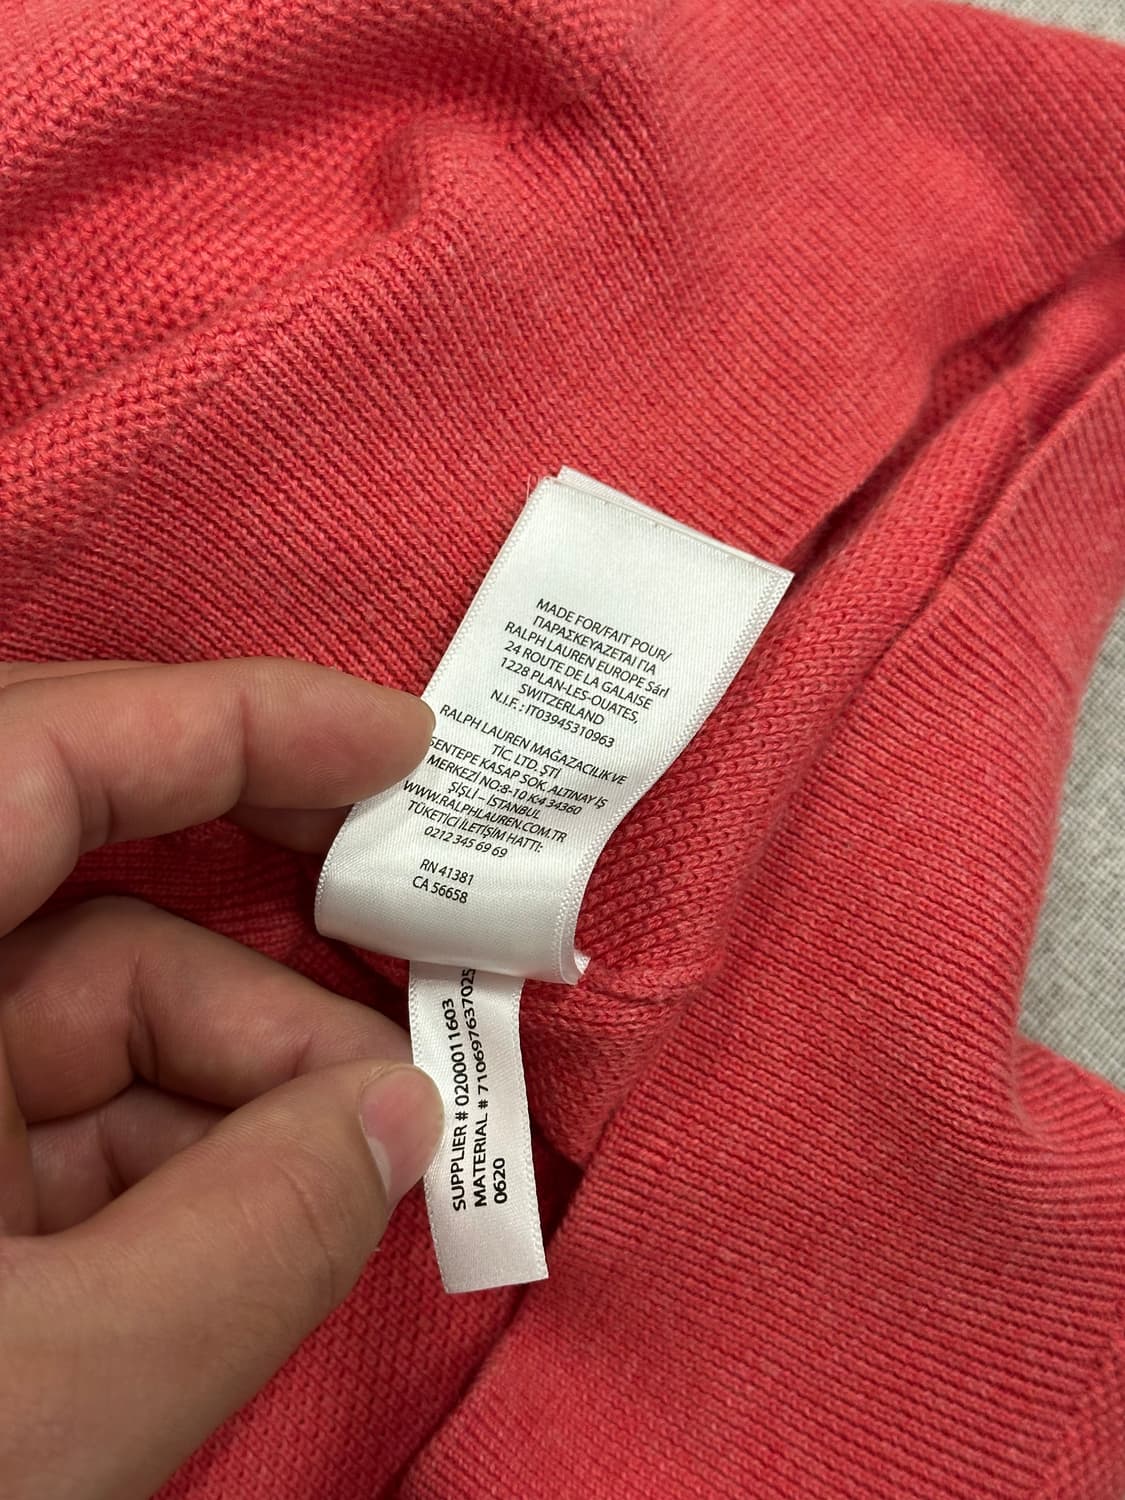 MADE FOR/FAIT POUR/
ΠΑΡΑΣΚΕΥΑΖΕΤΑΙ ΓΙΑ
RALPH LAUREN EUROPE Sárl
24 ROUTE DE LA GALAISE
1228 PLAN-LES-OUATES,
SWITZERLAND
N.I.F. : IT03945310963
RALPH LAUREN MAĞAZACILIK VE
TİC. LTD. ŞTİ
ESENTEPE KASAP SOK. ALTINAY İŞ
MERKEZİ NO:8-10 K:4 34360
ŞİŞLİ – İSTANBUL
WWW.RALPHLAUREN.COM.TR
TÜKETİCİ İLETİŞİM HATTI:
0212 345 69 69
RN 41381
CA 56658
SUPPLIER # 0200011603
MATERIAL # 710697637025
0620